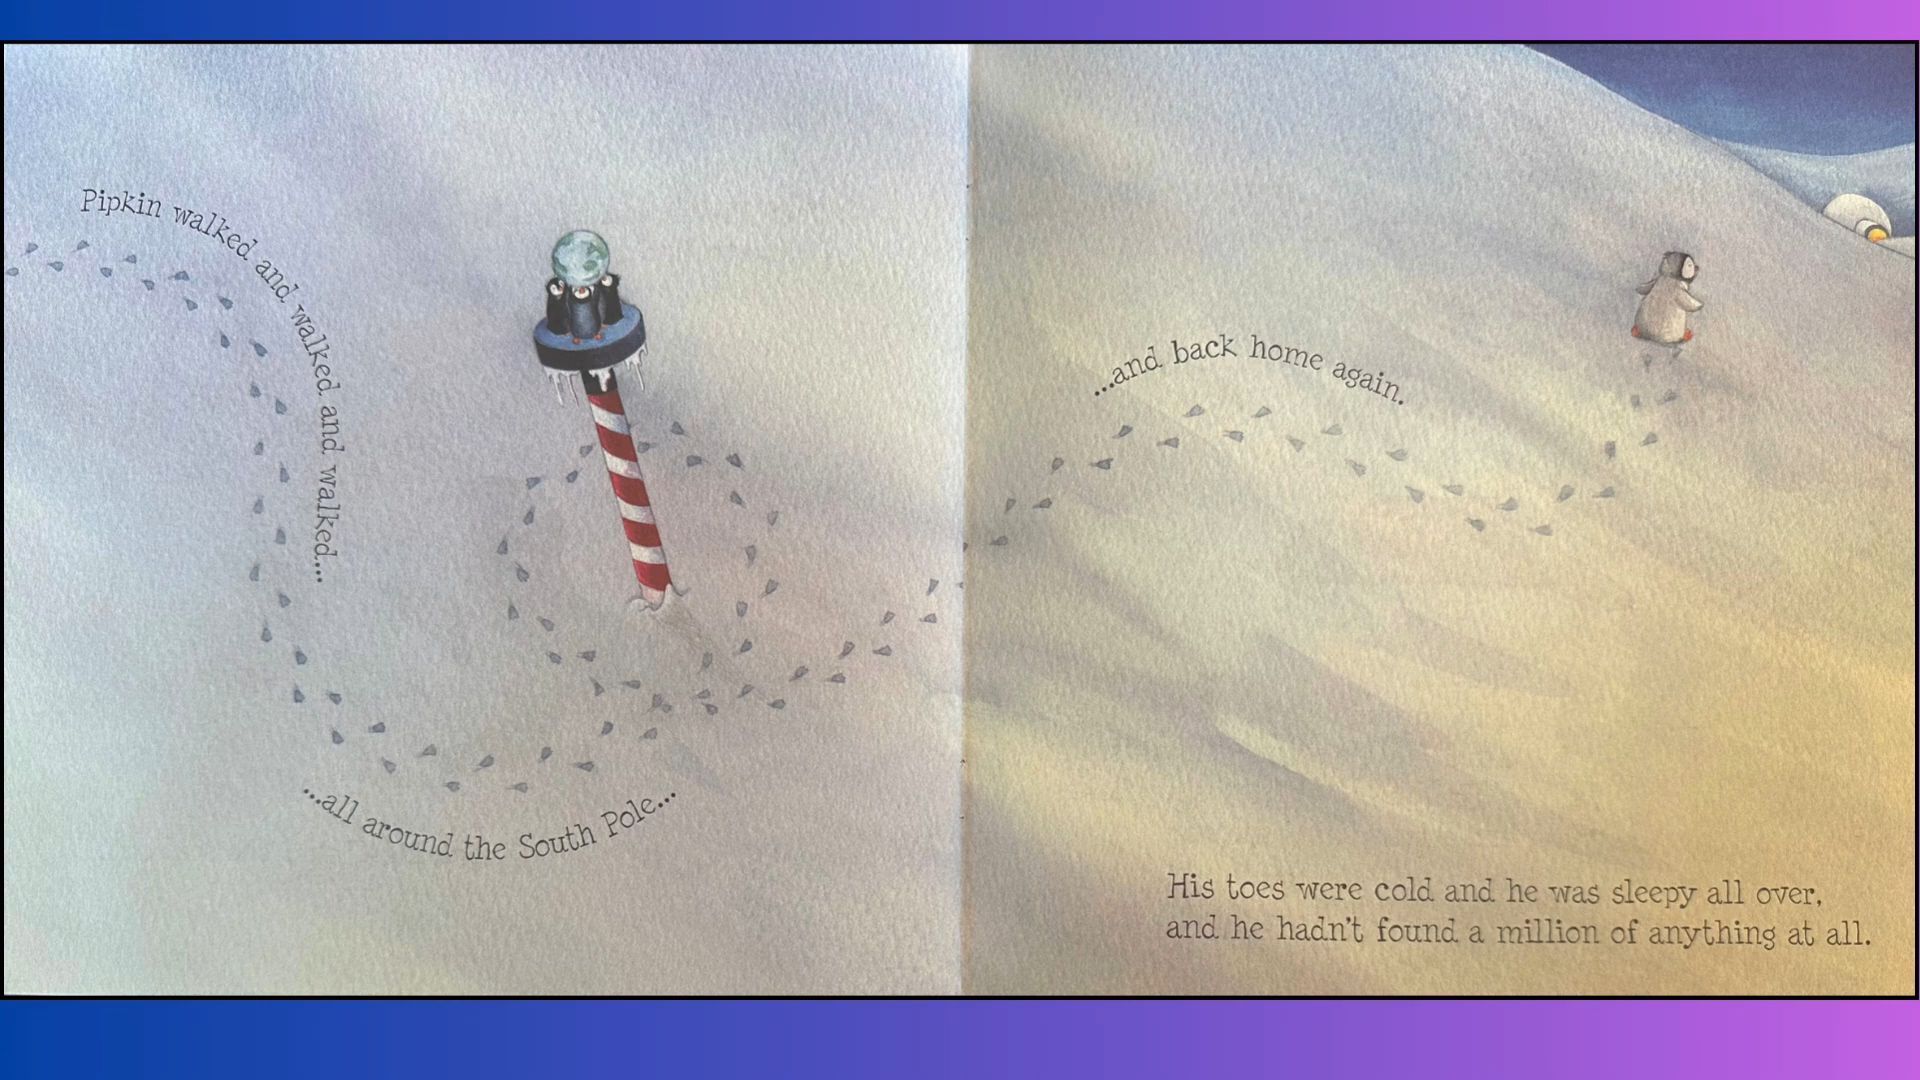 Pipkin walked and walked and walked....
...all around the South Pole...
...and back home again.
His toes were cold and he was sleepy all over,
and he hadn't found a million of anything at all.